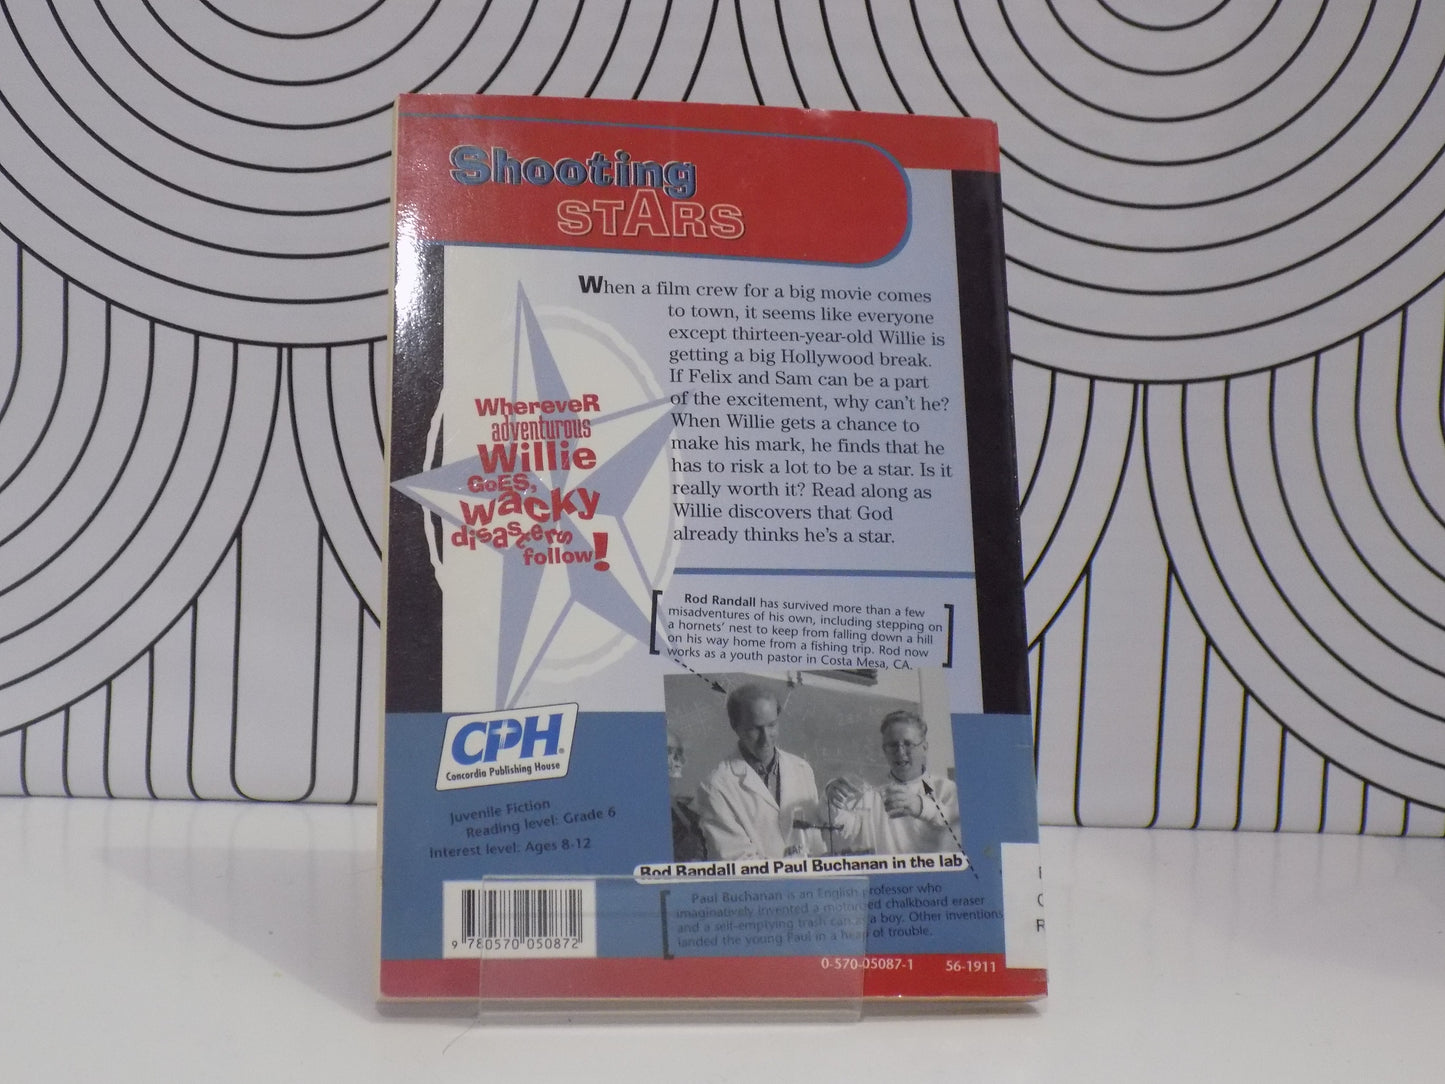 Shooting
STARS
When a film crew for a big movie comes
to town, it seems like everyone
except thirteen-year-old Willie is
getting a big Hollywood break.
If Felix and Sam can be a part
of the excitement, why can't he?
When Willie gets a chance to
make his mark, he finds that he
has to risk a lot to be a star. Is it
really worth it? Read along as
Willie discovers that God
already thinks he's a star.
WhereveR
adventurous
Willie
GoES,
wacky
disasters
follow!
Rod Randall has survived more than a few
misadventures of his own, including stepping on
a hornets' nest to keep from falling down a hill
on his way home from a fishing trip. Rod now
works as a youth pastor in Costa Mesa, CA.
CPH®
Concordia Publishing House
Juvenile Fiction
Reading level: Grade 6
Interest level: Ages 8-12
Rod Randall and Paul Buchanan in the lab
Paul Buchanan is an English professor who
imaginatively invented a motorized chalkboard eraser
and a self-emptying trash can as a boy. Other inventions
landed the young Paul in a heap of trouble.
9 780570 050872
0-570-05087-1 56-1911
R